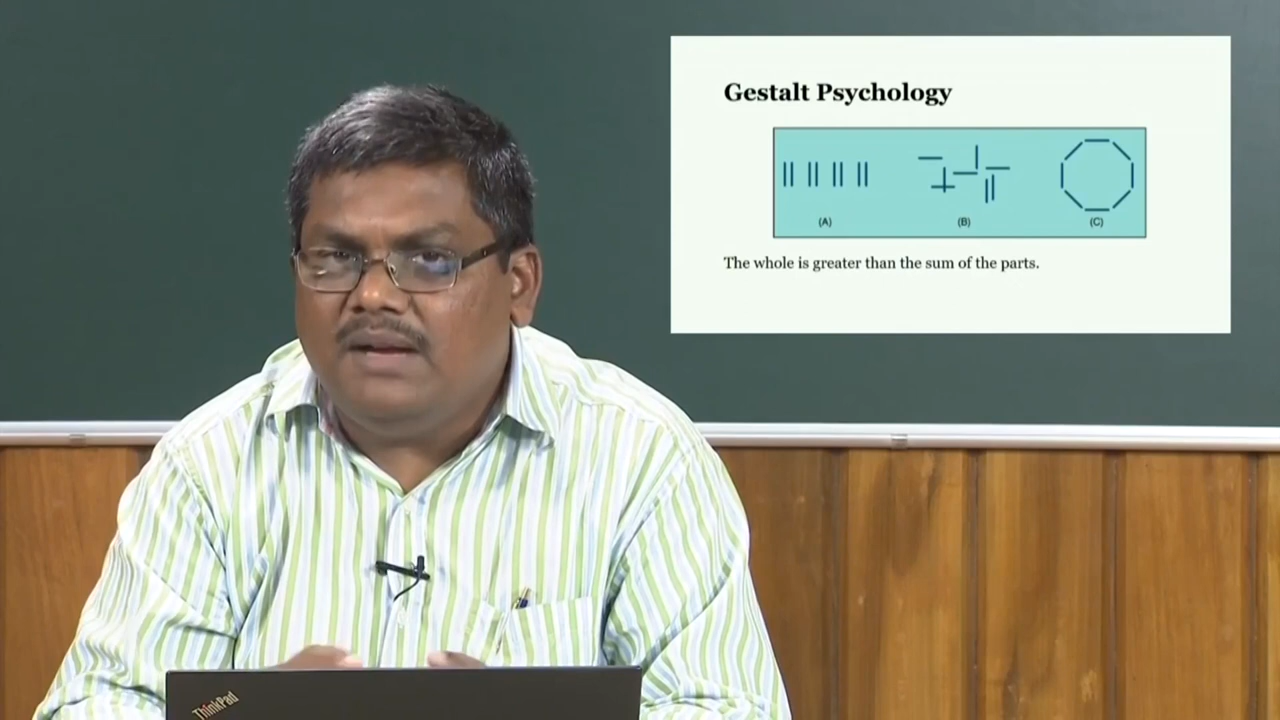 Gestalt Psychology
(A) (B) (C)
The whole is greater than the sum of the parts.
ThinkPad